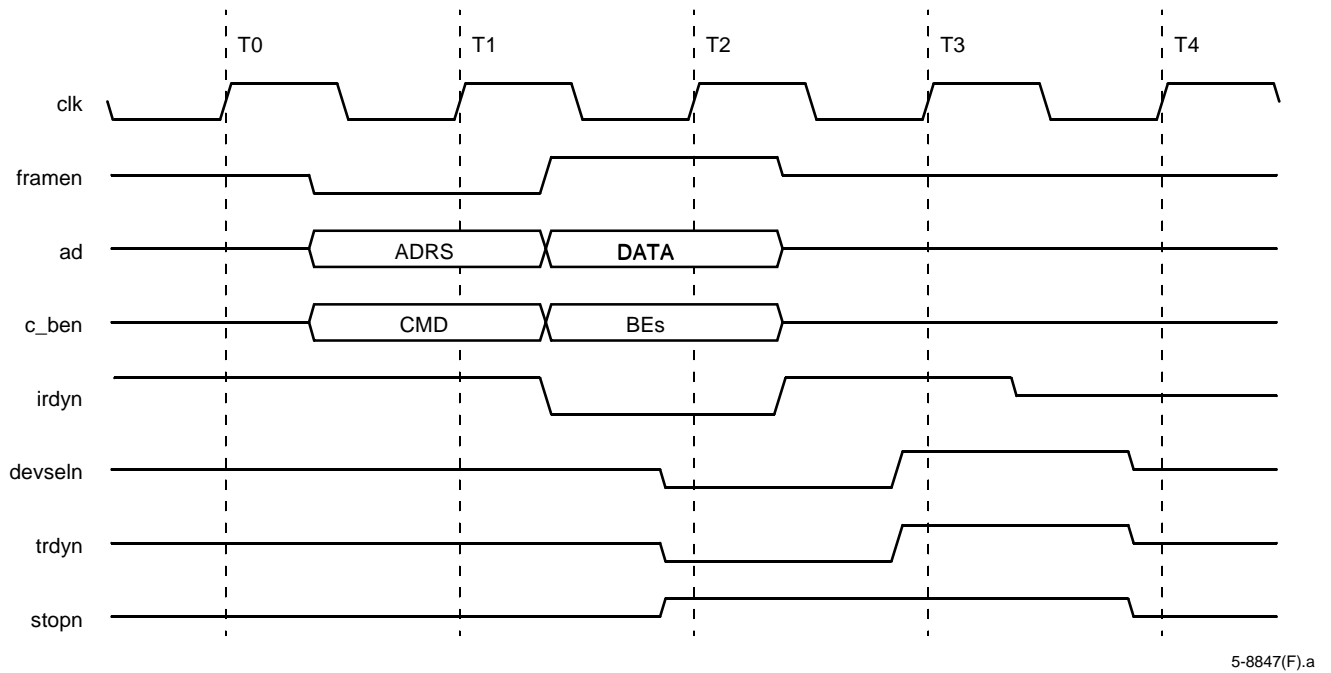 T0 T1 T2 T3 T4
clk
framen
ad ADRS DATA
c_ben CMD BEs
irdyn
devseln
trdyn
stopn
5-8847(F).a